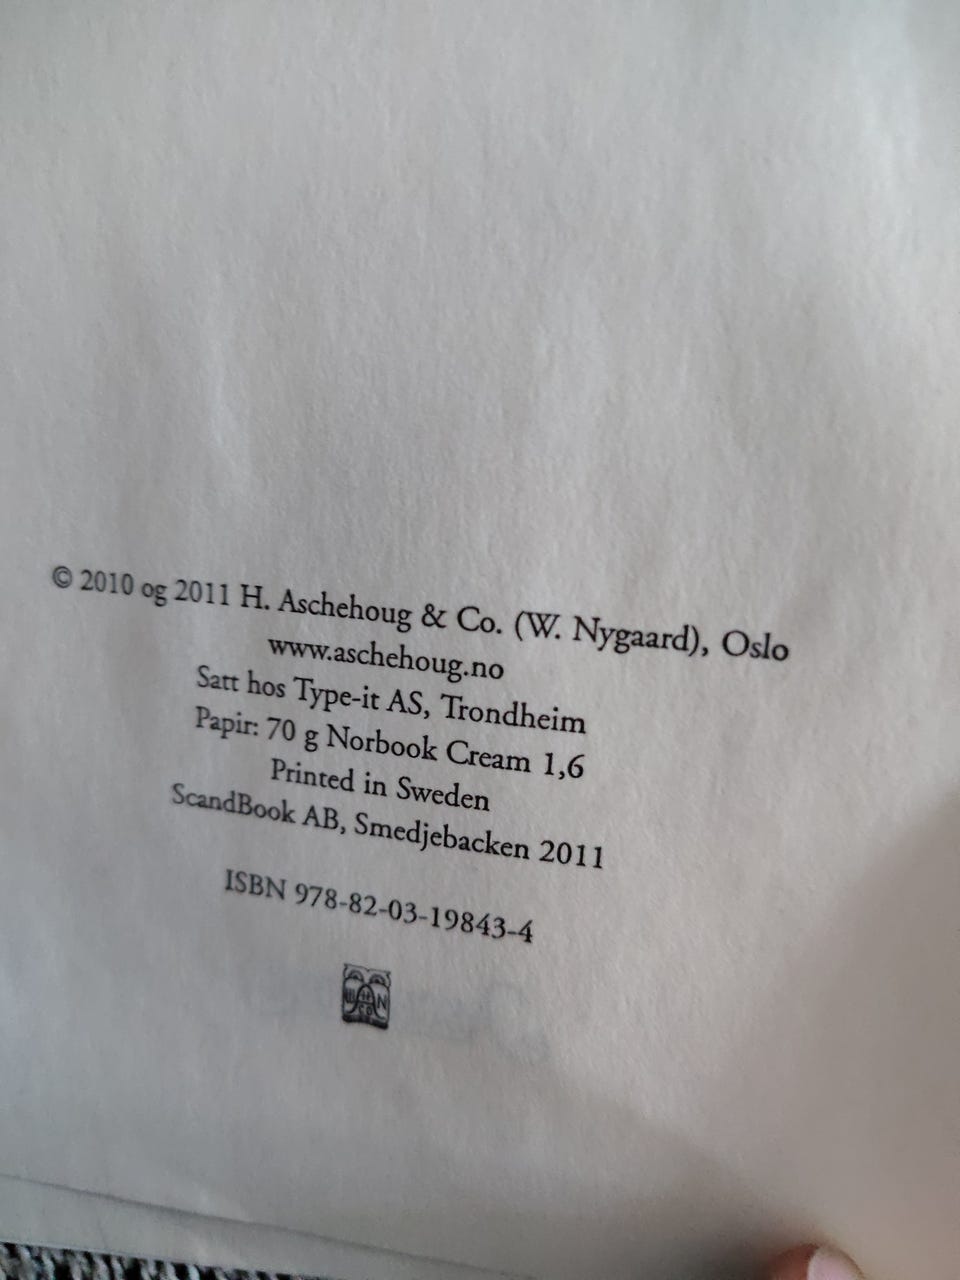 © 2010 og 2011 H. Aschehoug & Co. (W. Nygaard), Oslo
www.aschehoug.no
Satt hos Type-it AS, Trondheim
Papir: 70 g Norbook Cream 1,6
Printed in Sweden
ScandBook AB, Smedjebacken 2011
ISBN 978-82-03-19843-4